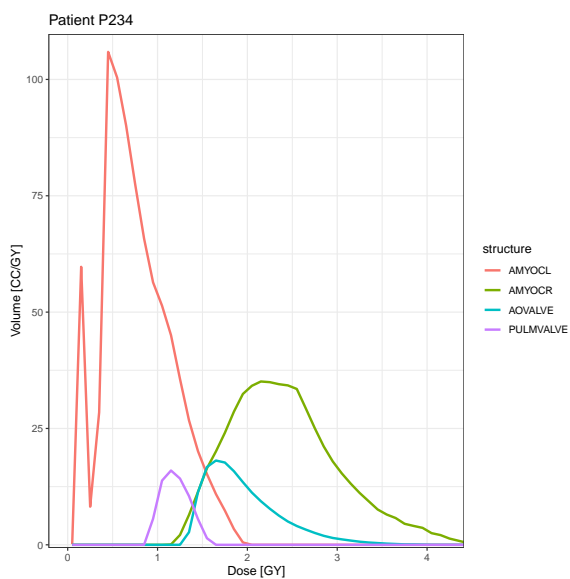 Patient P234
100
75
50
25
0
Volume [CC/GY]
0 1 2 3 4
Dose [GY]
structure
AMYOCL
AMYOCR
AOVALVE
PULMVALVE